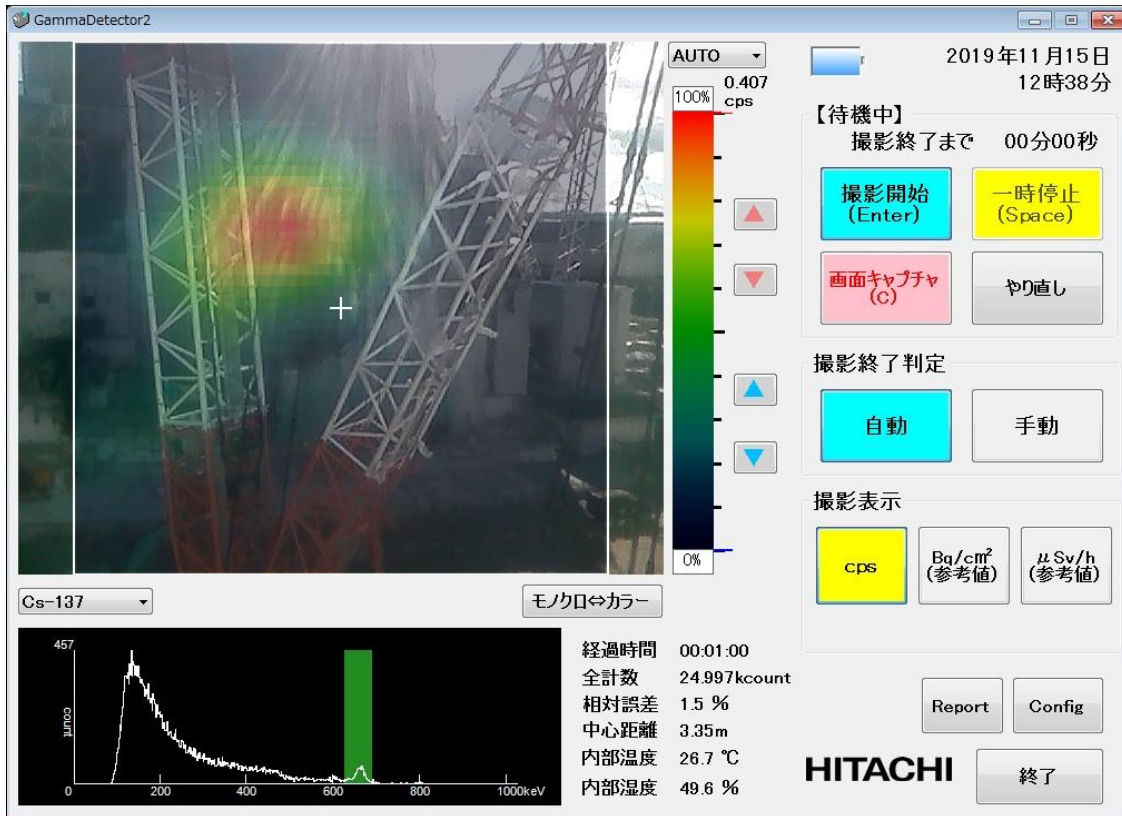 GammaDetector2
AUTO
0.407
cps
100%
0%
2019年11月15日
12時38分
【待機中】
撮影終了まで 00分00秒
撮影開始
(Enter)
一時停止
(Space)
画面キャプチャ
(C)
やり直し
撮影終了判定
自動
手動
撮影表示
cps
Bq/cm²
(参考値)
μSv/h
(参考値)
Cs-137
モノクロ⇔カラー
457
count
0 200 400 600 800 1000keV
経過時間 00:01:00
全計数 24.997kcount
相対誤差 1.5 %
中心距離 3.35m
内部温度 26.7 ℃
内部湿度 49.6 %
Report
Config
HITACHI
終了